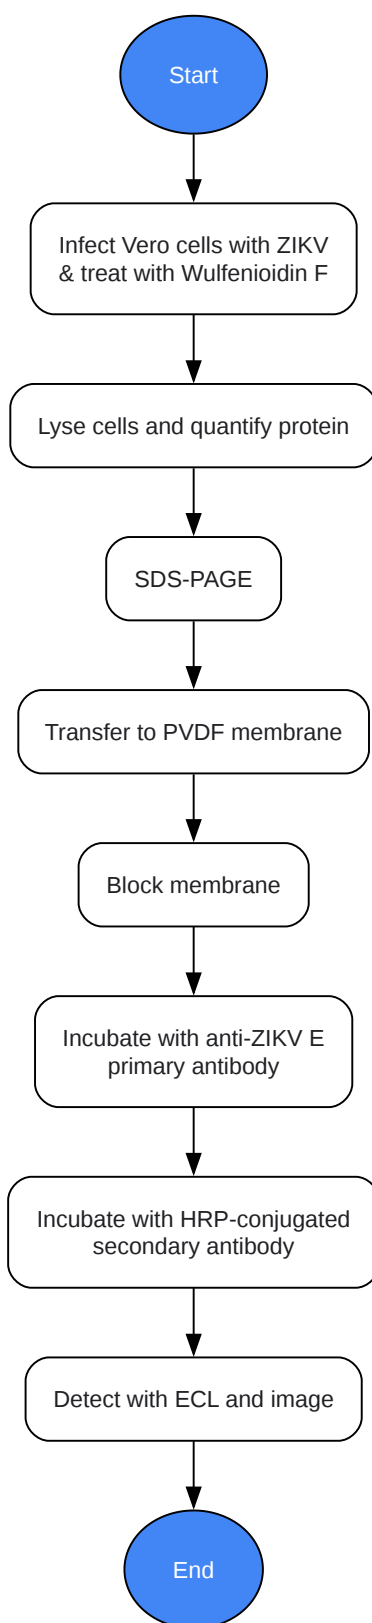 Start
Infect Vero cells with ZIKV
& treat with Wulfenioidin F
Lyse cells and quantify protein
SDS-PAGE
Transfer to PVDF membrane
Block membrane
Incubate with anti-ZIKV E
primary antibody
Incubate with HRP-conjugated
secondary antibody
Detect with ECL and image
End